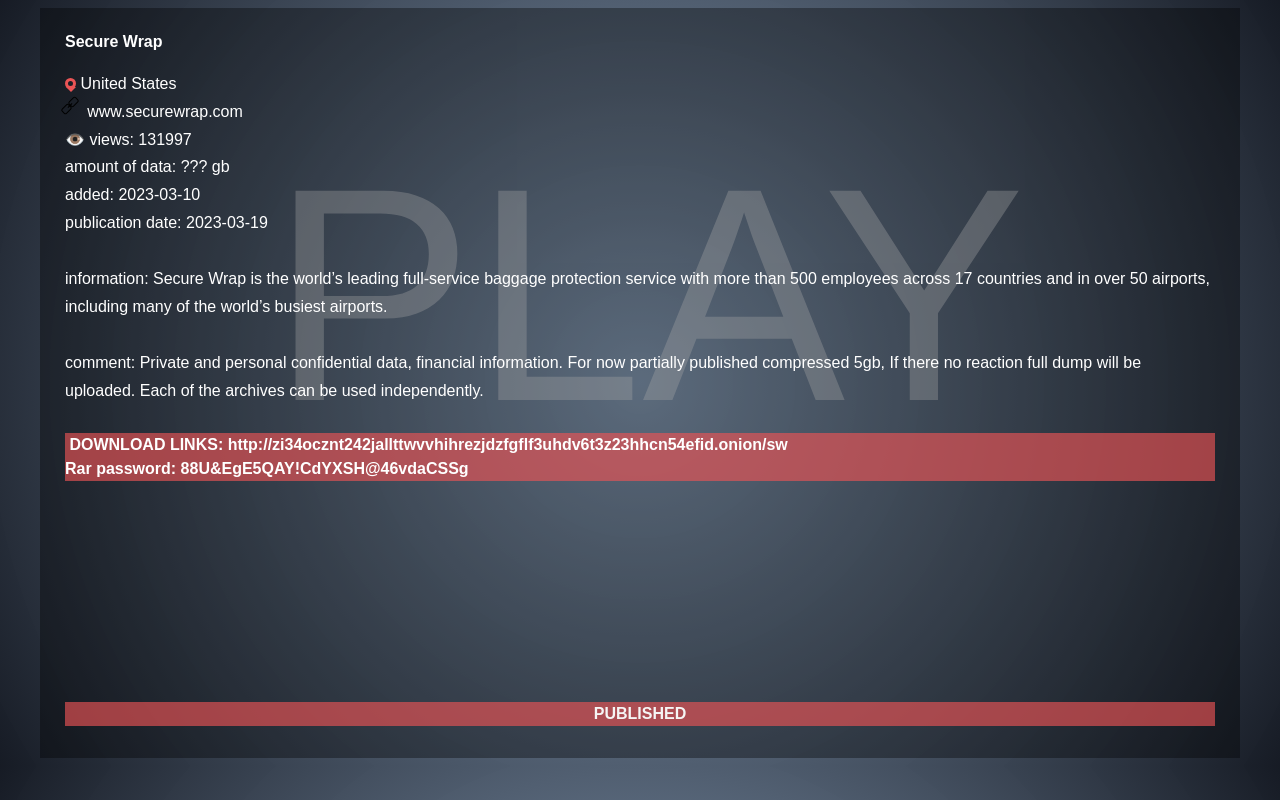 PLAY
Secure Wrap
United States
www.securewrap.com
views: 131997
amount of data: ??? gb
added: 2023-03-10
publication date: 2023-03-19
information: Secure Wrap is the world’s leading full-service baggage protection service with more than 500 employees across 17 countries and in over 50 airports,
including many of the world’s busiest airports.
comment: Private and personal confidential data, financial information. For now partially published compressed 5gb, If there no reaction full dump will be
uploaded. Each of the archives can be used independently.
DOWNLOAD LINKS: http://zi34ocznt242jallttwvvhihrezjdzfgflf3uhdv6t3z23hhcn54efid.onion/sw
Rar password: 88U&EgE5QAY!CdYXSH@46vdaCSSg
PUBLISHED